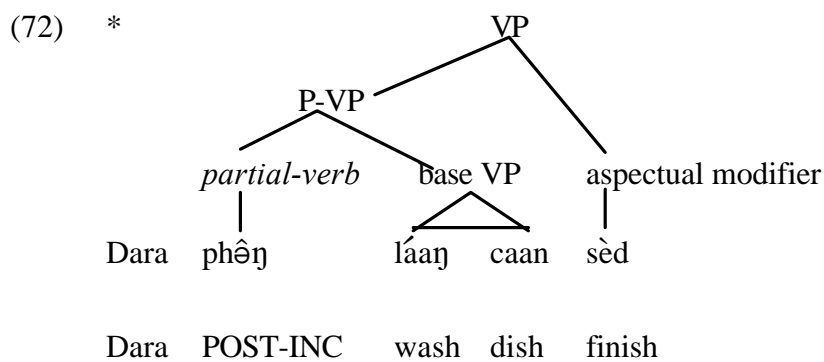 (72) * VP
P-VP
partial-verb base VP aspectual modifier
Dara phə̂ŋ láaŋ caan sèd
Dara POST-INC wash dish finish